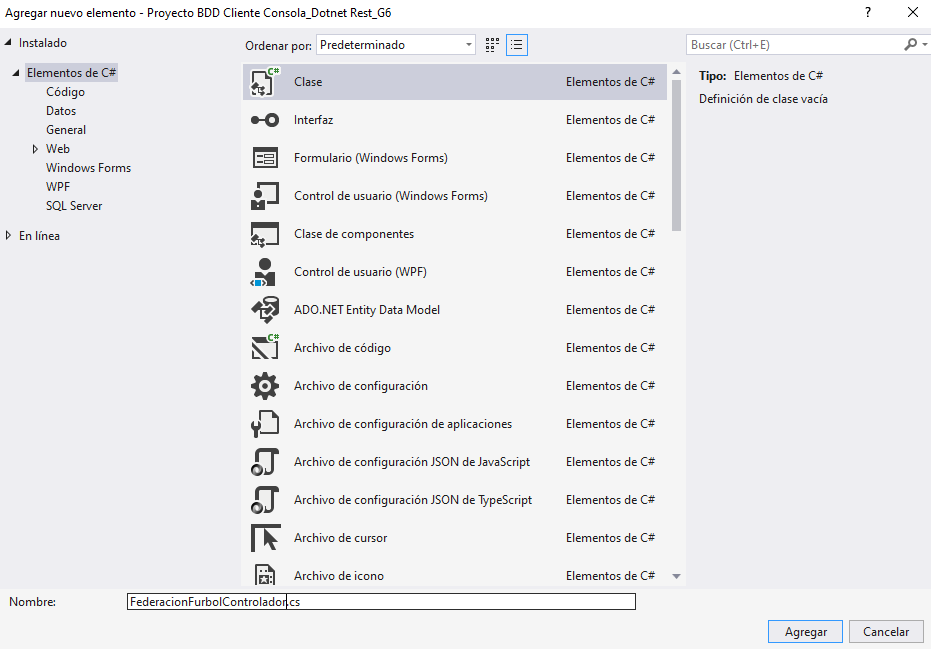 Agregar nuevo elemento - Proyecto BDD Cliente Consola_Dotnet Rest_G6
?
Instalado
Ordenar por: Predeterminado
Buscar (Ctrl+E)
Elementos de C#
Código
Datos
General
Web
Windows Forms
WPF
SQL Server
En línea
Clase Elementos de C#
Interfaz Elementos de C#
Formulario (Windows Forms) Elementos de C#
Control de usuario (Windows Forms) Elementos de C#
Clase de componentes Elementos de C#
Control de usuario (WPF) Elementos de C#
ADO.NET Entity Data Model Elementos de C#
Archivo de código Elementos de C#
Archivo de configuración Elementos de C#
Archivo de configuración de aplicaciones Elementos de C#
Archivo de configuración JSON de JavaScript Elementos de C#
Archivo de configuración JSON de TypeScript Elementos de C#
Archivo de cursor Elementos de C#
Archivo de icono Elementos de C#
Tipo: Elementos de C#
Definición de clase vacía
Nombre: FederacionFurbolControlador.cs
Agregar Cancelar